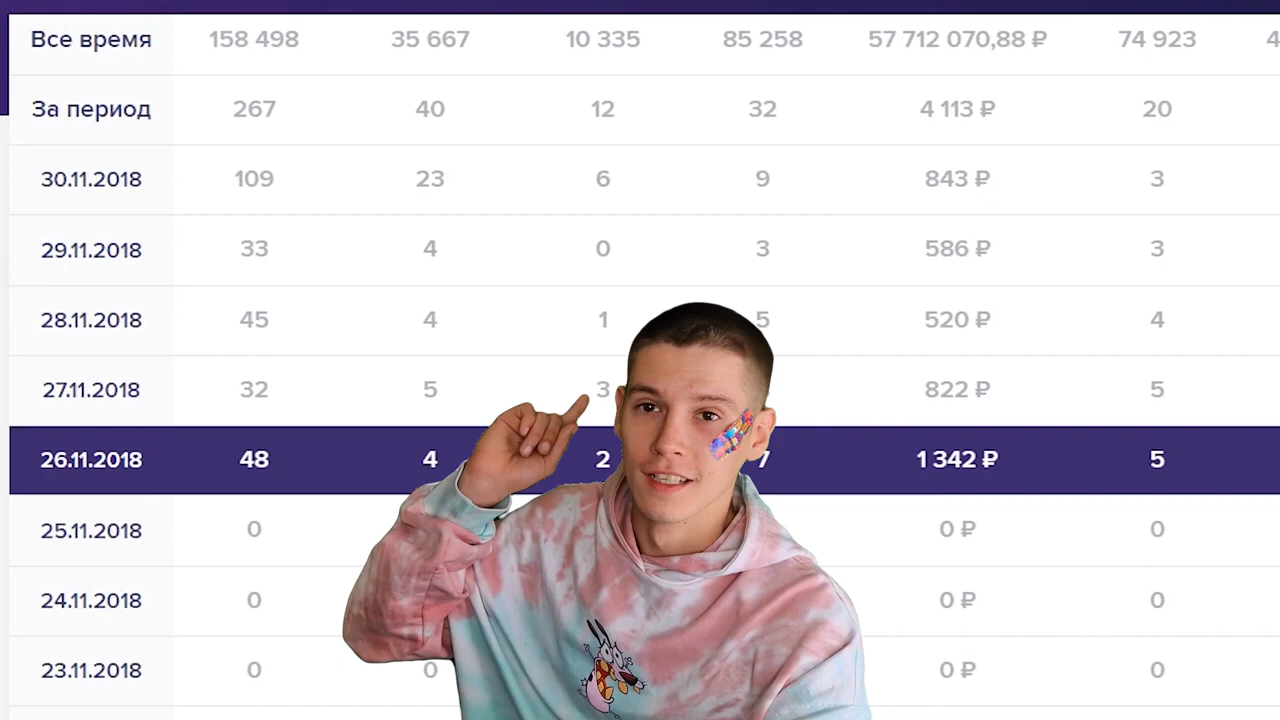 Все время 158 498 35 667 10 335 85 258 57 712 070,88 ₽ 74 923 4
За период 267 40 12 32 4 113 ₽ 20
30.11.2018 109 23 6 9 843 ₽ 3
29.11.2018 33 4 0 3 586 ₽ 3
28.11.2018 45 4 1 5 520 ₽ 4
27.11.2018 32 5 3 822 ₽ 5
26.11.2018 48 4 2 7 1 342 ₽ 5
25.11.2018 0 0 ₽ 0
24.11.2018 0 0 ₽ 0
23.11.2018 0 0 0 ₽ 0